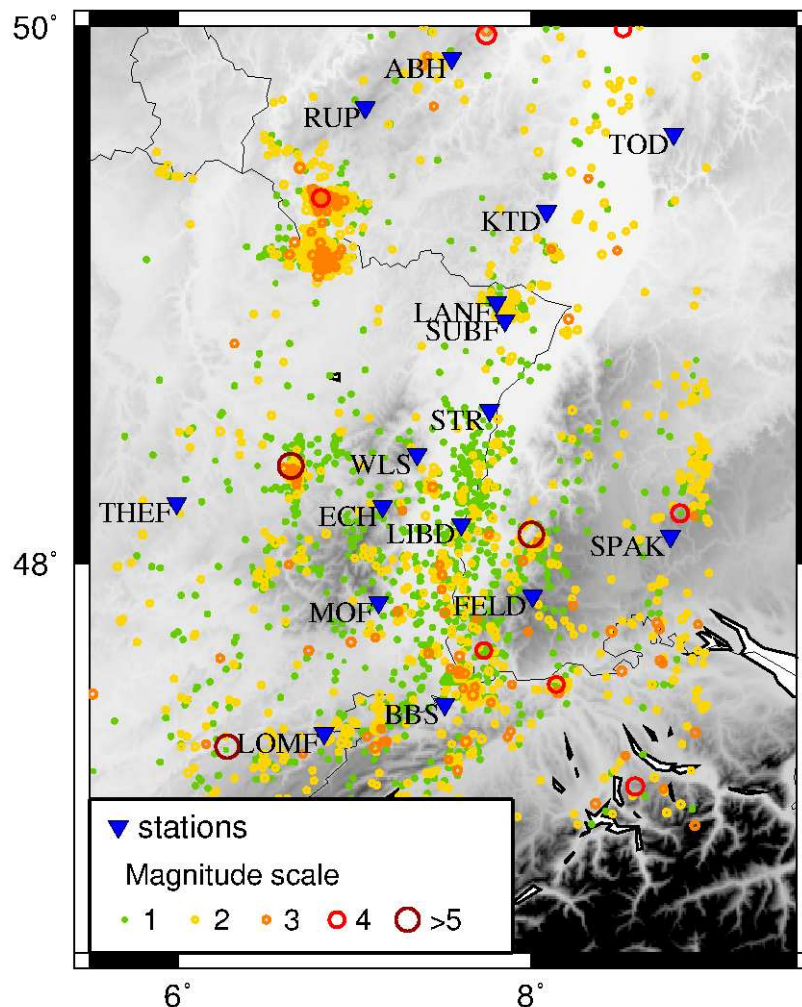 50°
ABH
RUP
TOD
KTD
LANF
SUBF
STR
WLS
THEF
ECH
LIBD
SPAK
48°
MOF
FELD
BBS
LOMF
stations
Magnitude scale
1 2 3 4 >5
6° 8°